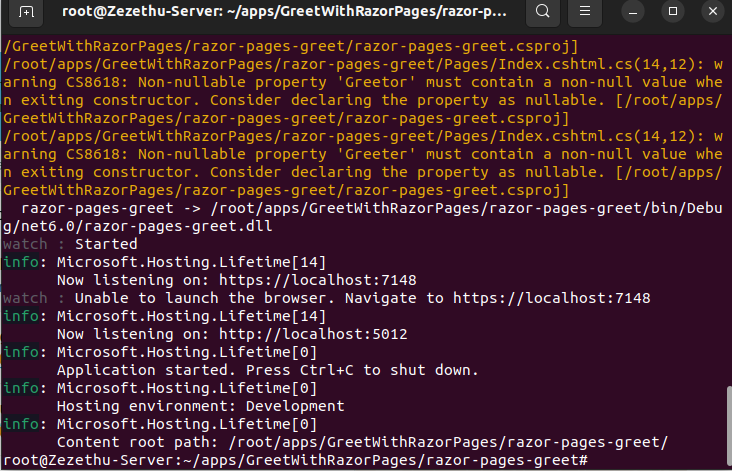 root@Zezethu-Server: ~/apps/GreetWithRazorPages/razor-p...
/GreetWithRazorPages/razor-pages-greet/razor-pages-greet.csproj]
/root/apps/GreetWithRazorPages/razor-pages-greet/Pages/Index.cshtml.cs(14,12): w
arning CS8618: Non-nullable property 'Greetor' must contain a non-null value whe
n exiting constructor. Consider declaring the property as nullable. [/root/apps/
GreetWithRazorPages/razor-pages-greet/razor-pages-greet.csproj]
/root/apps/GreetWithRazorPages/razor-pages-greet/Pages/Index.cshtml.cs(14,12): w
arning CS8618: Non-nullable property 'Greeter' must contain a non-null value whe
n exiting constructor. Consider declaring the property as nullable. [/root/apps/
GreetWithRazorPages/razor-pages-greet/razor-pages-greet.csproj]
  razor-pages-greet -> /root/apps/GreetWithRazorPages/razor-pages-greet/bin/Debu
g/net6.0/razor-pages-greet.dll
watch : Started
info: Microsoft.Hosting.Lifetime[14]
      Now listening on: https://localhost:7148
watch : Unable to launch the browser. Navigate to https://localhost:7148
info: Microsoft.Hosting.Lifetime[14]
      Now listening on: http://localhost:5012
info: Microsoft.Hosting.Lifetime[0]
      Application started. Press Ctrl+C to shut down.
info: Microsoft.Hosting.Lifetime[0]
      Hosting environment: Development
info: Microsoft.Hosting.Lifetime[0]
      Content root path: /root/apps/GreetWithRazorPages/razor-pages-greet/
root@Zezethu-Server:~/apps/GreetWithRazorPages/razor-pages-greet#